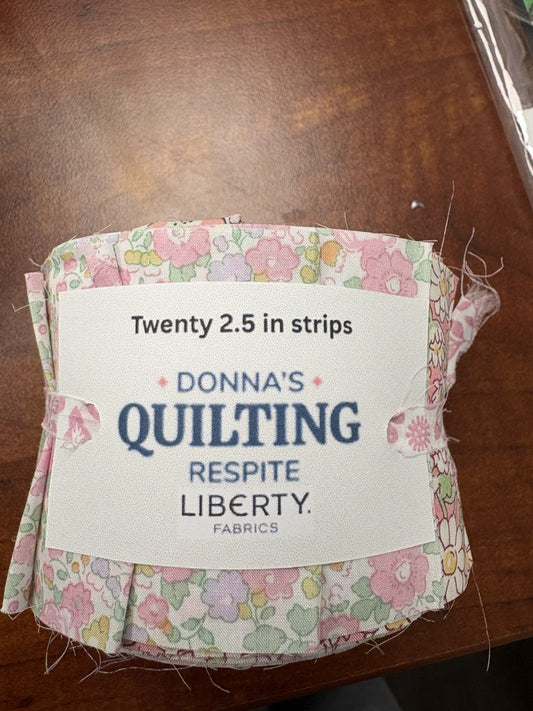 Twenty 2.5 in strips
DONNA'S
QUILTING
RESPITE
LIBERTY.
FABRICS